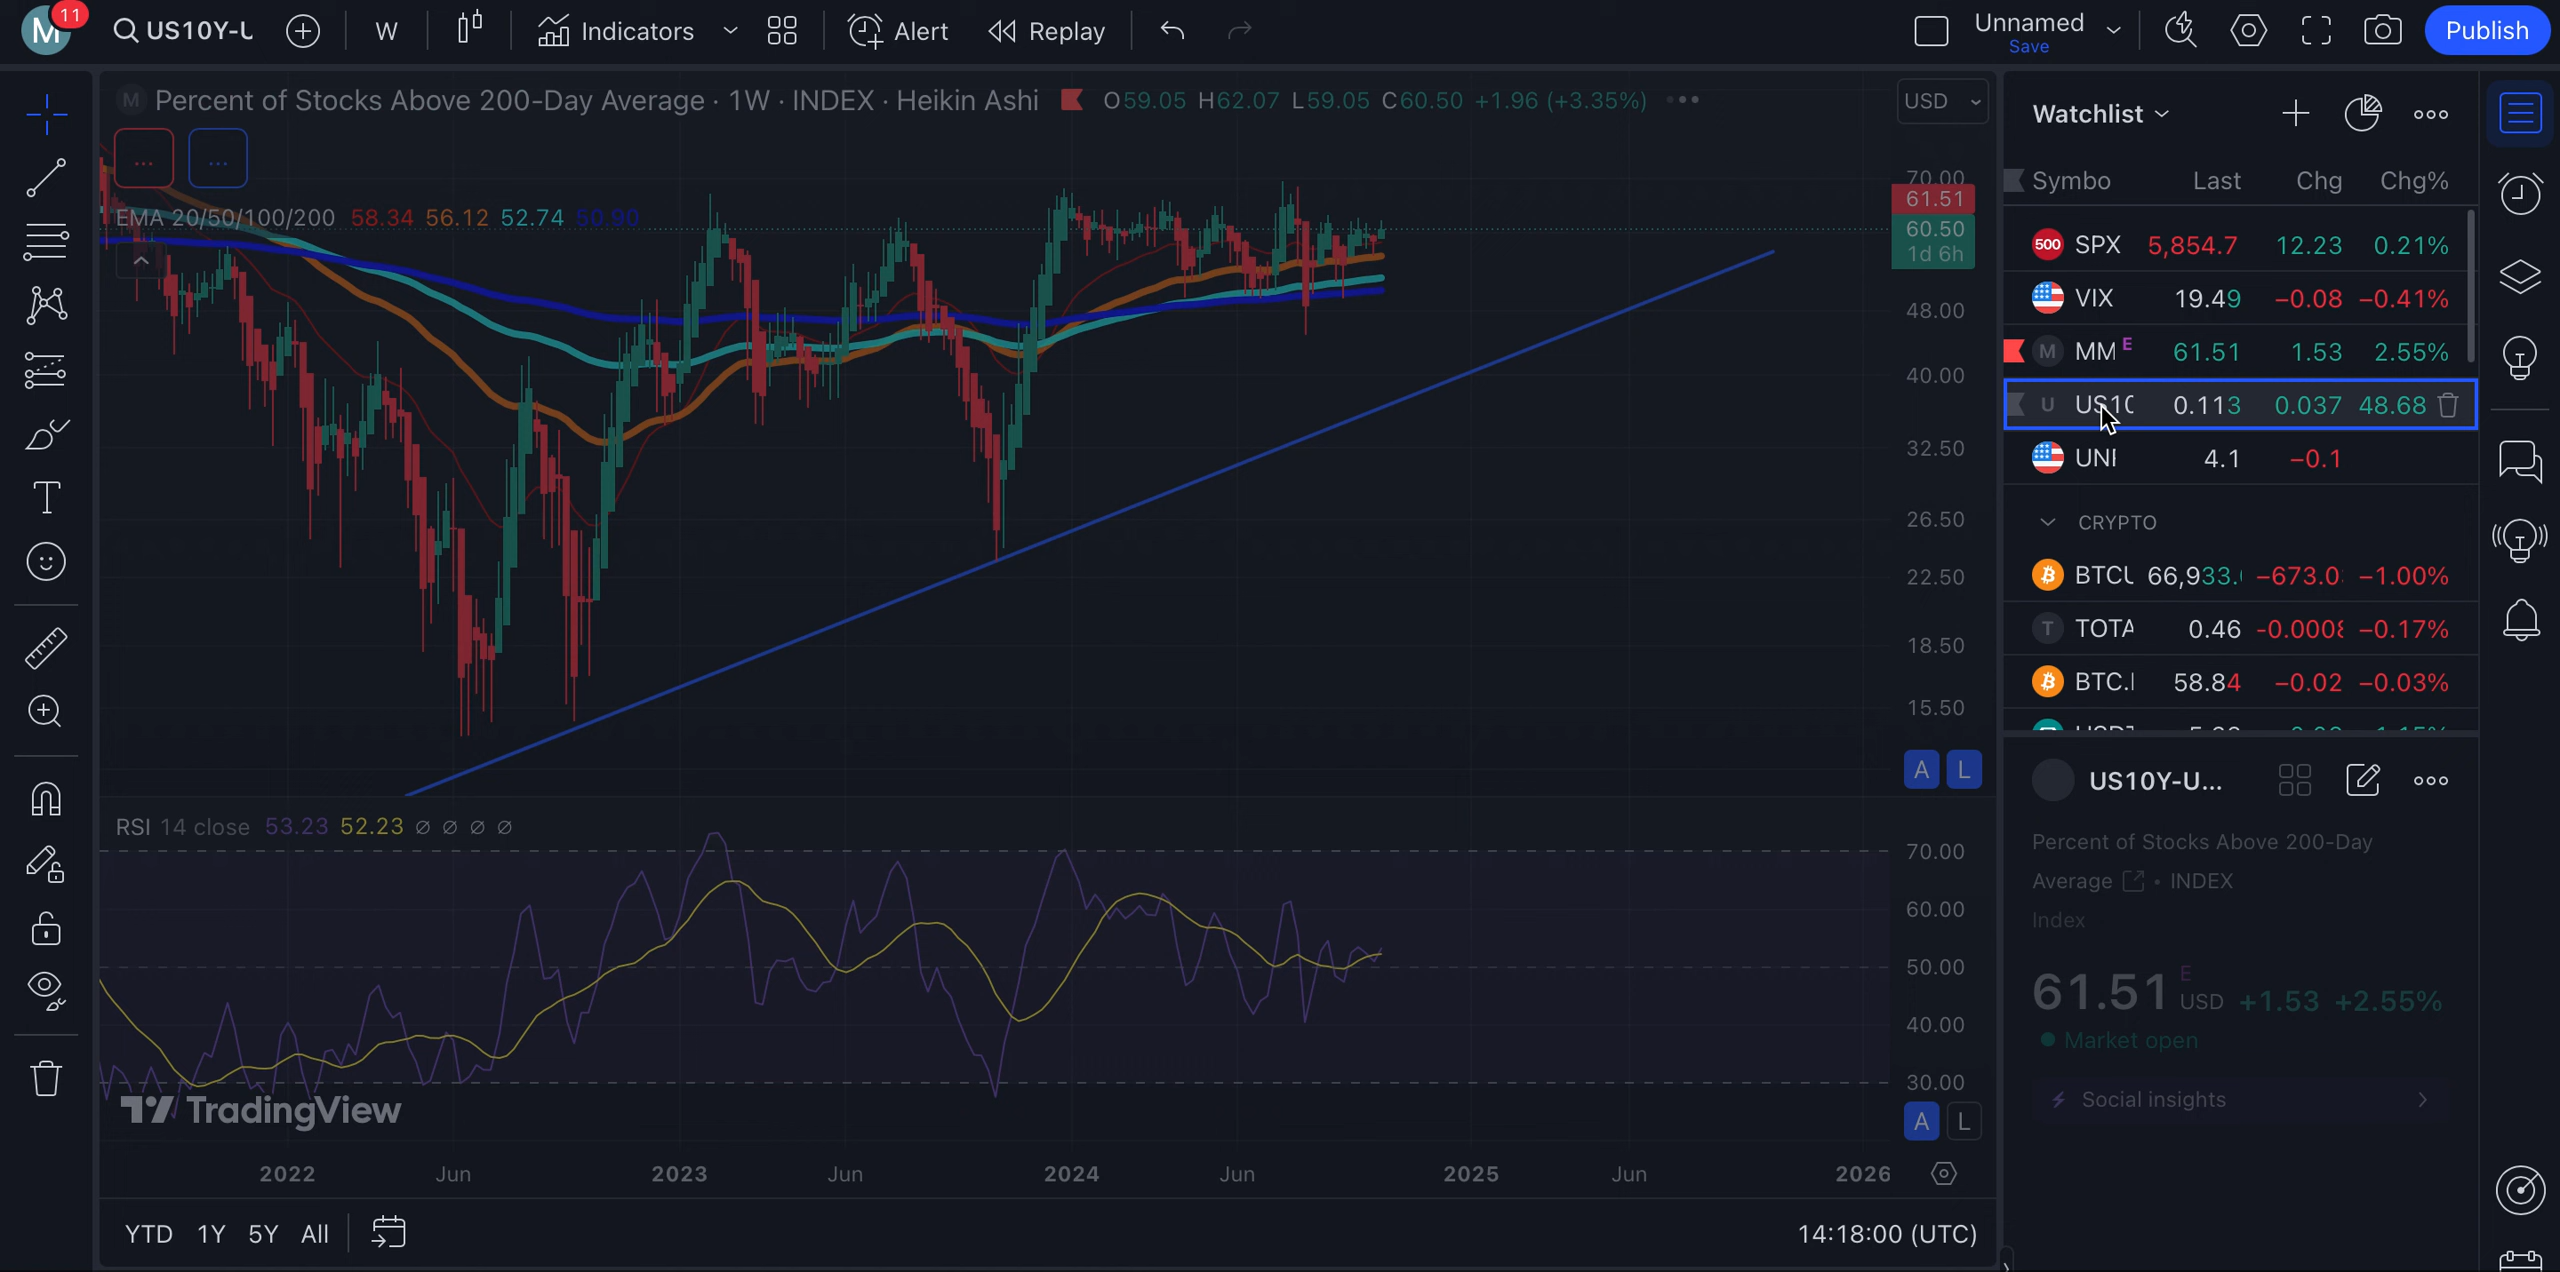 M 11 US10Y-U W Indicators Alert Replay Unnamed Save Publish
M Percent of Stocks Above 200-Day Average · 1W · INDEX · Heikin Ashi O59.05 H62.07 L59.05 C60.50 +1.96 (+3.35%) ••• USD
... ...
EMA 20/50/100/200 58.34 56.12 52.74 50.90
70.00
61.51
60.50
1d 6h
48.00
40.00
32.50
26.50
22.50
18.50
15.50
A L
RSI 14 close 53.23 52.23 ∅ ∅ ∅ ∅
70.00
60.00
50.00
40.00
30.00
A L
TradingView
2022 Jun 2023 Jun 2024 Jun 2025 Jun 2026
YTD 1Y 5Y All 14:18:00 (UTC)
Watchlist
Symbo Last Chg Chg%
500 SPX 5,854.7 12.23 0.21%
VIX 19.49 −0.08 −0.41%
M MM E 61.51 1.53 2.55%
U US10 0.113 0.037 48.68
UNI 4.1 −0.1
CRYPTO
BTCU 66,933. −673.0 −1.00%
T TOTA 0.46 -0.0008 −0.17%
BTC. 58.84 −0.02 −0.03%
US10Y-U...
Percent of Stocks Above 200-Day
Average • INDEX
Index
61.51 E USD +1.53 +2.55%
Market open
Social insights